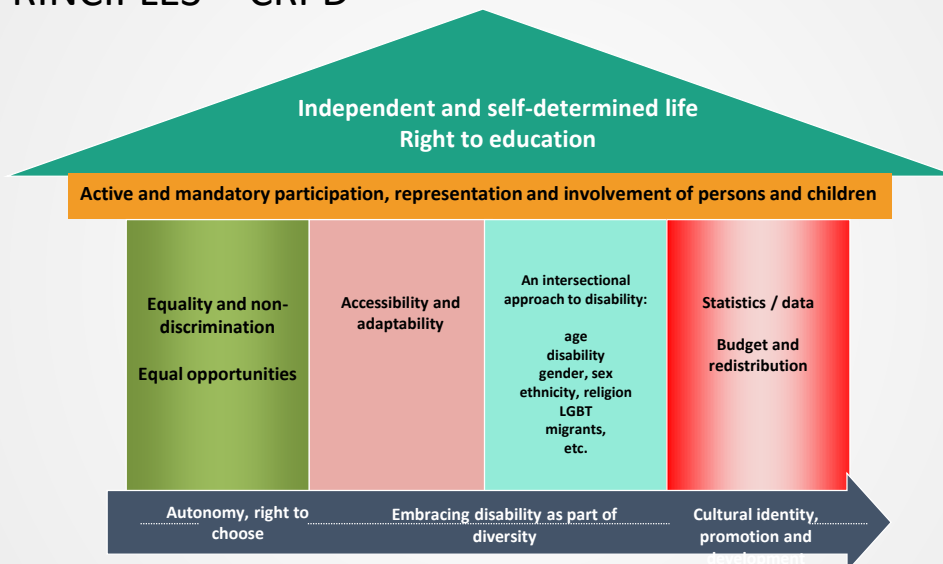 RINCIPLES – CRPD
Independent and self-determined life
Right to education
Active and mandatory participation, representation and involvement of persons and children
Equality and non-
discrimination
Equal opportunities
Accessibility and
adaptability
An intersectional
approach to disability:
age
disability
gender, sex
ethnicity, religion
LGBT
migrants,
etc.
Statistics / data
Budget and
redistribution
Autonomy, right to
choose
Embracing disability as part of
diversity
Cultural identity,
promotion and
development